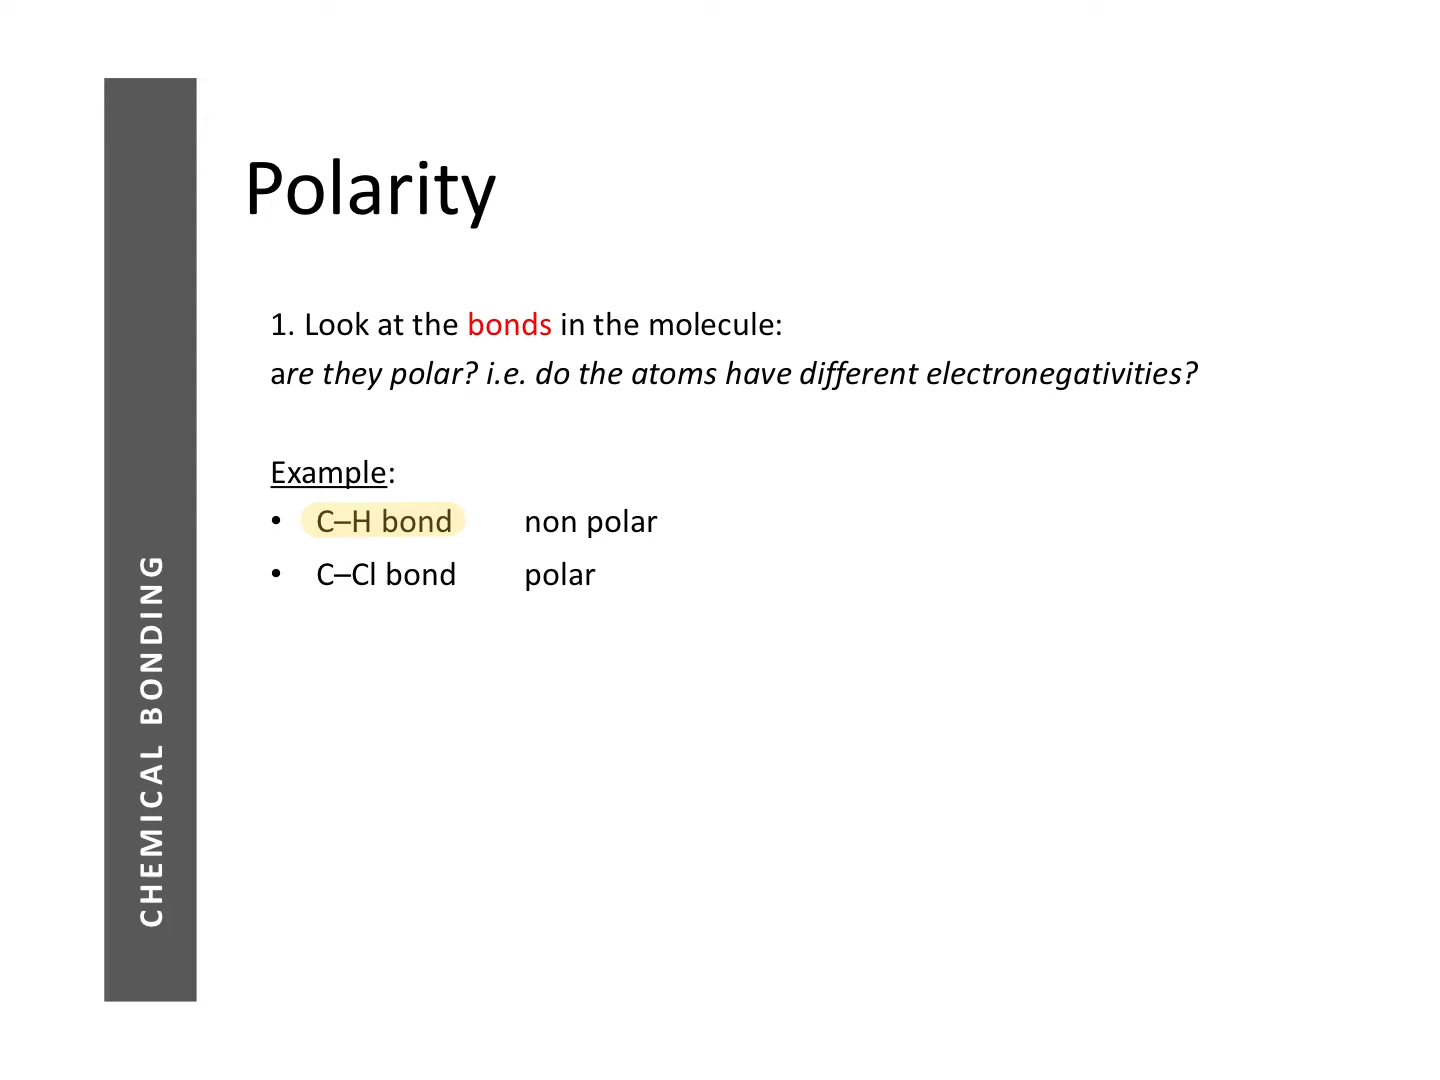 Polarity
1. Look at the bonds in the molecule:
are they polar? i.e. do the atoms have different electronegativities?
Example:
• C–H bond non polar
• C–Cl bond polar
CHEMICAL BONDING